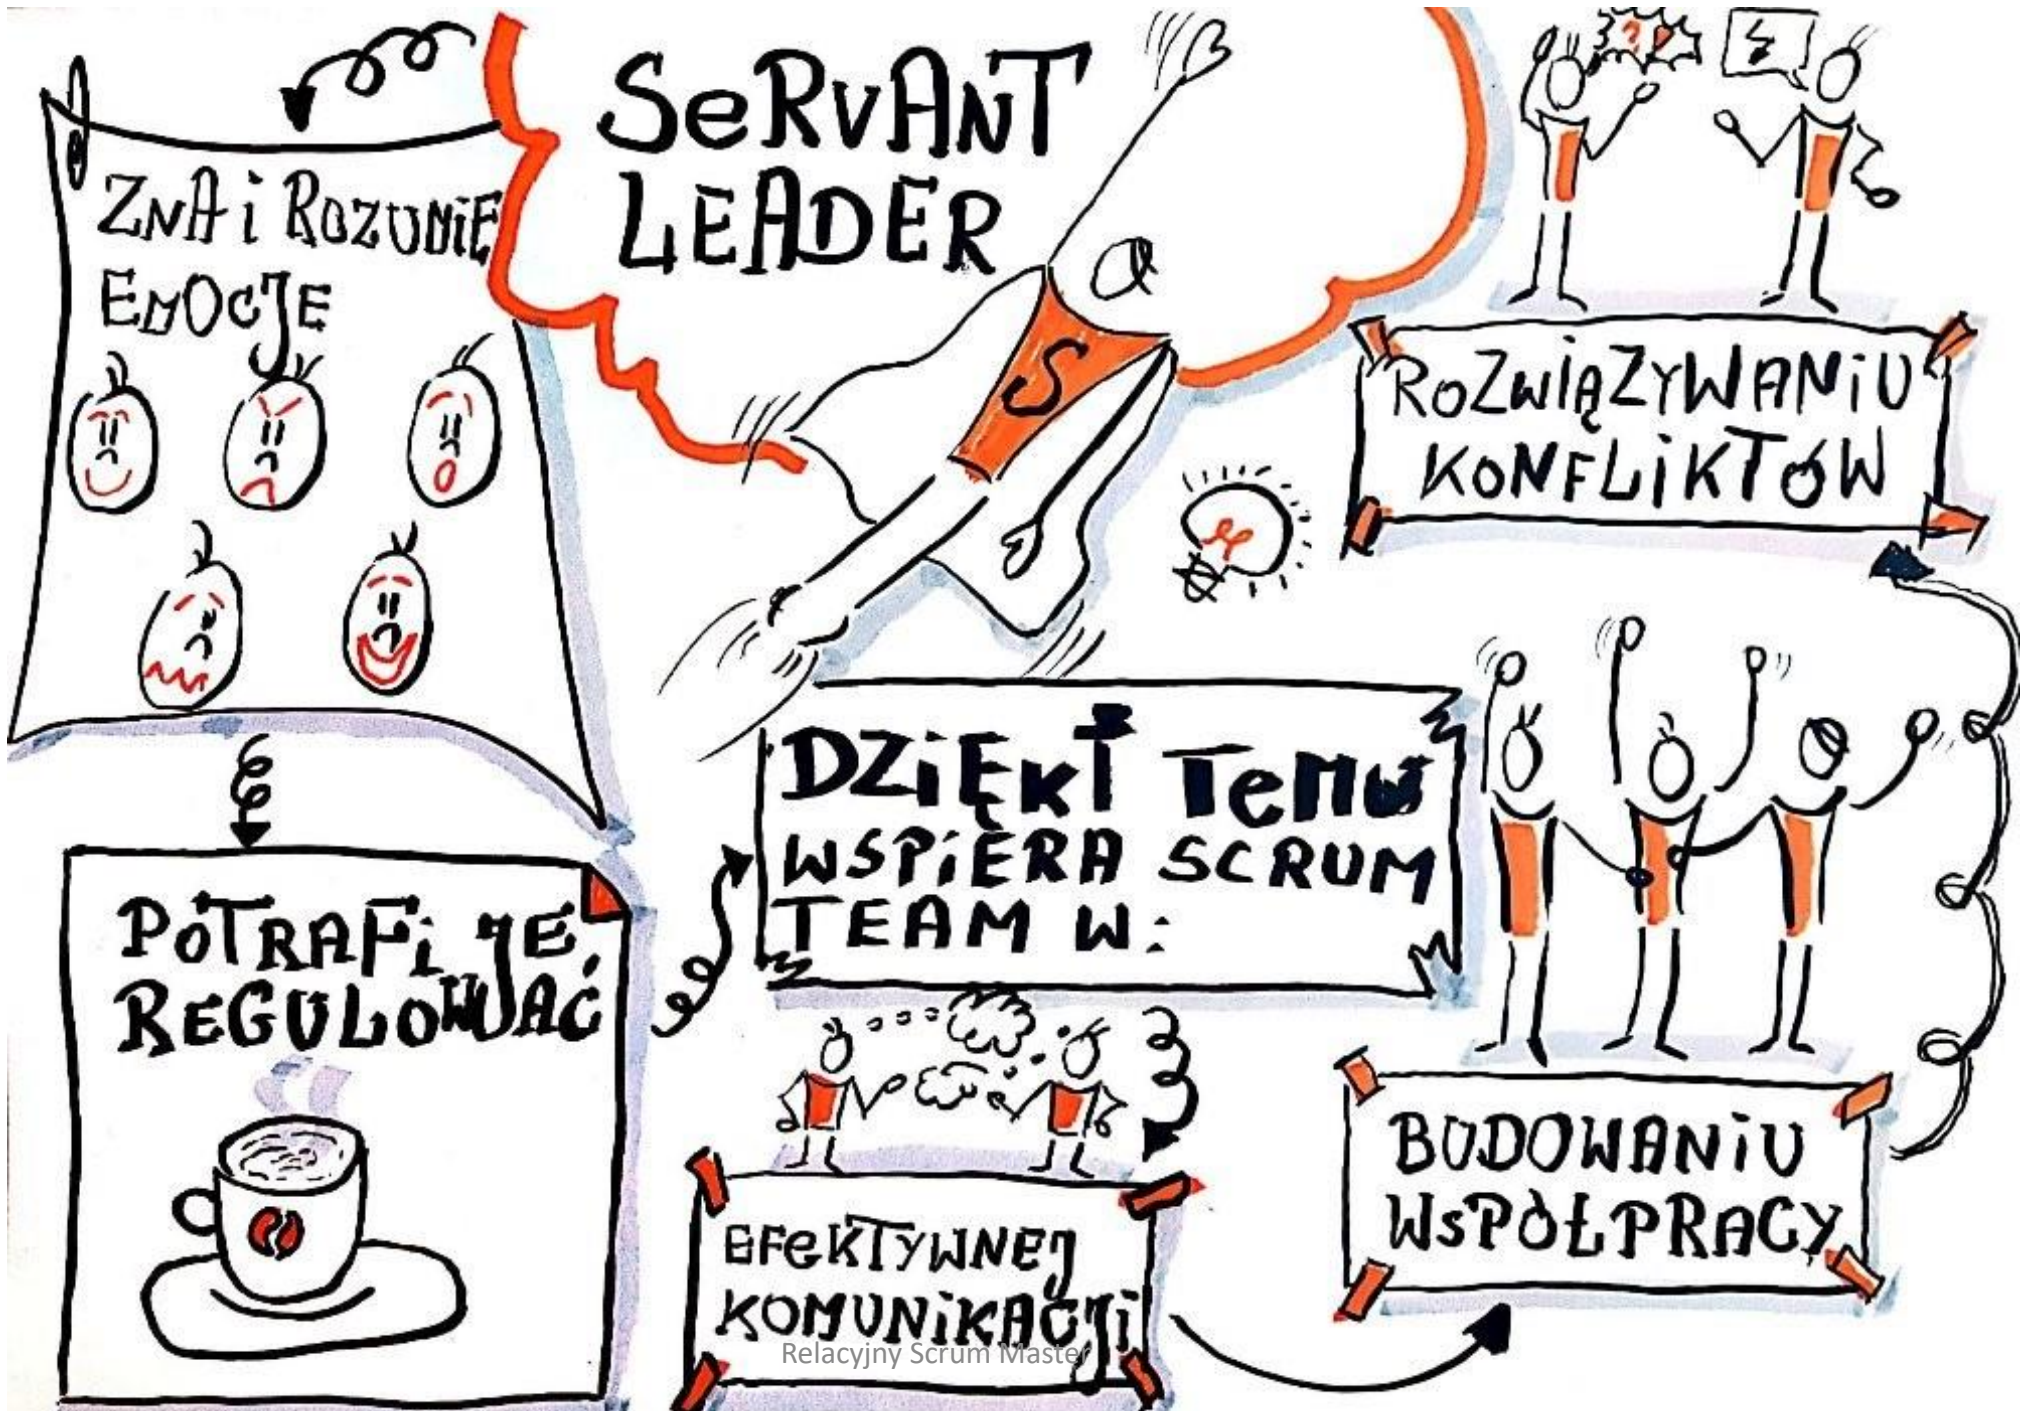 SeRVANT
LEADER
S
ZNA i ROZUMiE
EMOCJE
POTRAFi JE
REGULOWAĆ
DZiĘKI TeMU
WSPiERA SCRUM
TEAM W:
EFeKTYWNEJ
KOMUNiKACJi
BUDOWANiU
WsPÓŁPRACY
? !
ROZWiĄZYWANiU
KONFLiKTÓW
Relacyjny Scrum Master